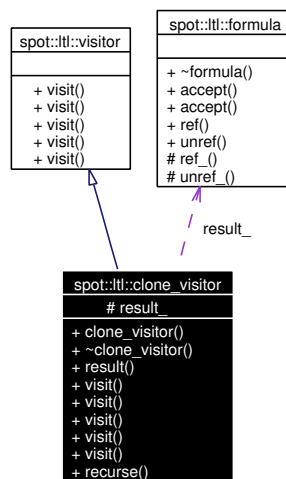 spot::ltl::visitor
+ visit()
+ visit()
+ visit()
+ visit()
+ visit()
spot::ltl::formula
+ ~formula()
+ accept()
+ accept()
+ ref()
+ unref()
# ref_()
# unref_()
result_
spot::ltl::clone_visitor
# result_
+ clone_visitor()
+ ~clone_visitor()
+ result()
+ visit()
+ visit()
+ visit()
+ visit()
+ visit()
+ recurse()